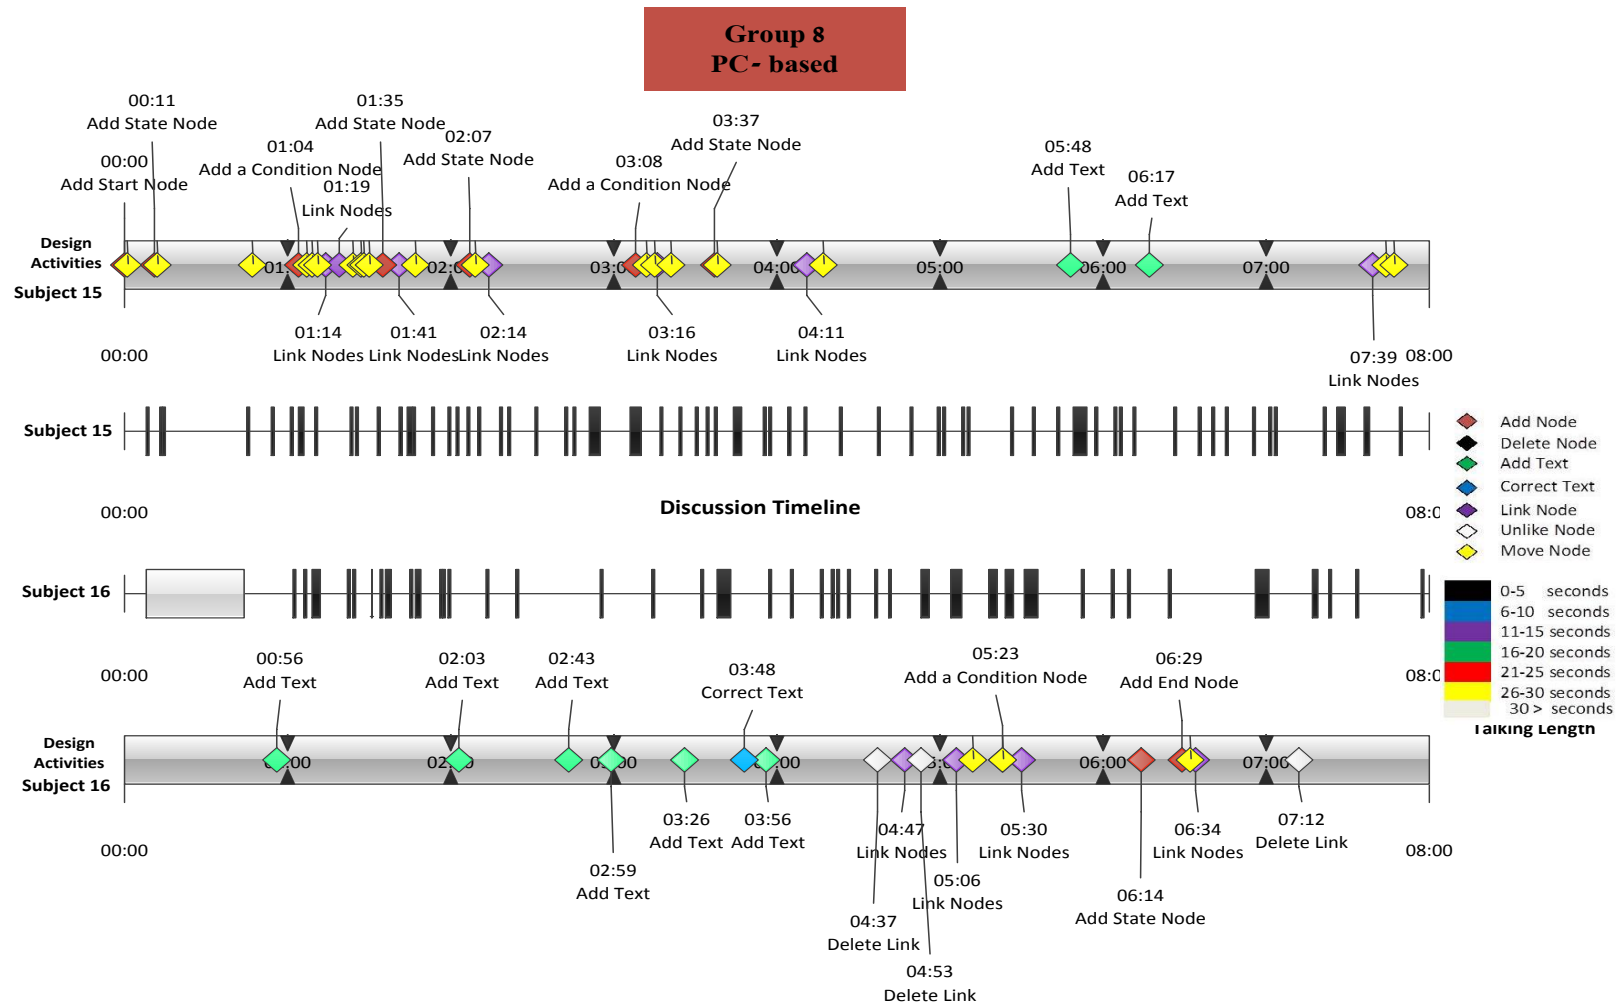 Group 8
PC- based
00:11
Add State Node
01:35
Add State Node
03:37
Add State Node
02:07
Add State Node
00:00
Add Start Node
01:04
Add a Condition Node
01:19
Link Nodes
03:08
Add a Condition Node
05:48
Add Text
06:17
Add Text
Design
Activities
Subject 15
03:0
04:00
05:00
06:00
07:00
01:14
Link Nodes
01:41
Link Nodes
02:14
Link Nodes
03:16
Link Nodes
04:11
Link Nodes
07:39
Link Nodes
00:00
08:00
Subject 15
00:00
Discussion Timeline
08:0
Add Node
Delete Node
Add Text
Correct Text
Link Node
Unlike Node
Move Node
Subject 16
0-5 seconds
6-10 seconds
11-15 seconds
16-20 seconds
21-25 seconds
26-30 seconds
30 > seconds
Talking Length
00:00
08:0
00:56
Add Text
02:03
Add Text
02:43
Add Text
03:48
Correct Text
05:23
Add a Condition Node
06:29
Add End Node
Design
Activities
Subject 16
06:00
07:00
02:59
Add Text
03:26
Add Text
03:56
Add Text
04:47
Link Nodes
05:06
Link Nodes
05:30
Link Nodes
06:34
Link Nodes
07:12
Delete Link
04:37
Delete Link
04:53
Delete Link
06:14
Add State Node
00:00
08:00